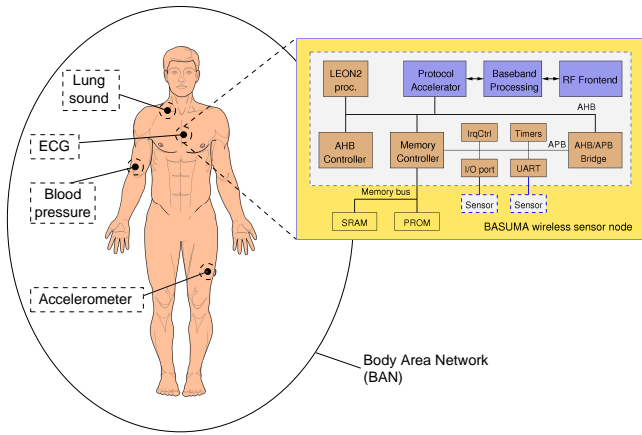 Lung
sound
ECG
Blood
pressure
Accelerometer
LEON2
proc.
Protocol
Accelerator
Baseband
Processing
RF Frontend
AHB
AHB
Controller
Memory
Controller
IrqCtrl
Timers
APB
AHB/APB
Bridge
I/O port
UART
Memory bus
Sensor
Sensor
SRAM
PROM
BASUMA wireless sensor node
Body Area Network
(BAN)